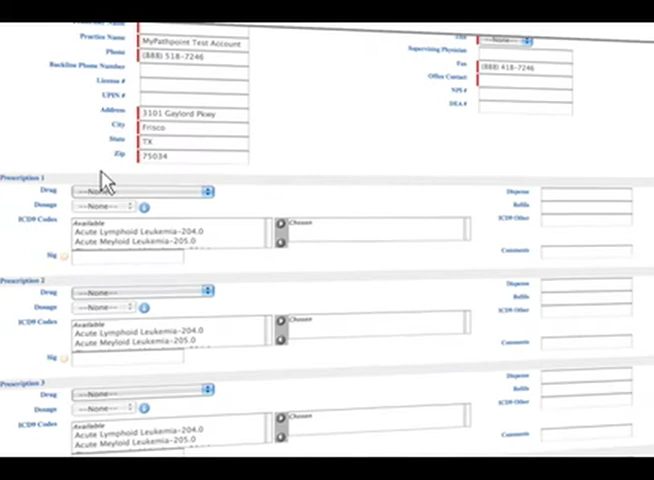 Practice Name MyPathpoint Test Account
Phone (888) 518-7246
Backline Phone Number
License #
UPIN #
Address 3101 Gaylord Pkwy
City Frisco
State TX
Zip 75034
---None---
Supervising Physician
Fax (888) 418-7246
Office Contact
NPI #
DEA #
Prescription 1
Drug ---None---
Dosage ---None---
ICD9 Codes
Available
Acute Lymphoid Leukemia-204.0
Acute Meyloid Leukemia-205.0
Chosen
Sig
Dispense
Refills
ICD9 Other
Comments
Prescription 2
Drug ---None---
Dosage ---None---
ICD9 Codes
Available
Acute Lymphoid Leukemia-204.0
Acute Meyloid Leukemia-205.0
Chosen
Sig
Dispense
Refills
ICD9 Other
Comments
Prescription 3
Drug ---None---
Dosage ---None---
ICD9 Codes
Available
Acute Lymphoid Leukemia-204.0
Acute Meyloid Leukemia-205.0
Chosen
Dispense
Refills
ICD9 Other
Comments